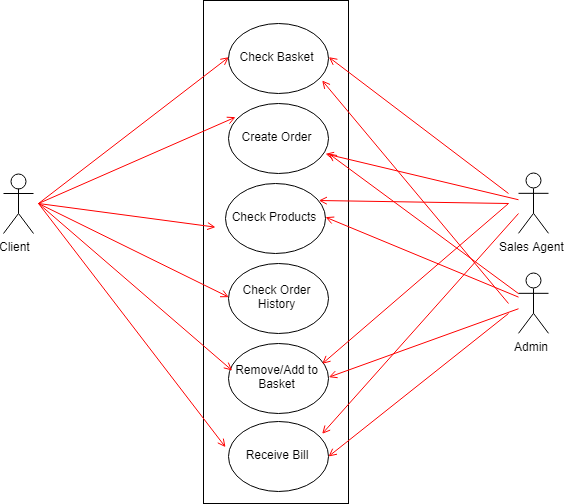 Check Basket
Create Order
Check Products
Client
Sales Agent
Check Order
History
Admin
Remove/Add to
Basket
Receive Bill